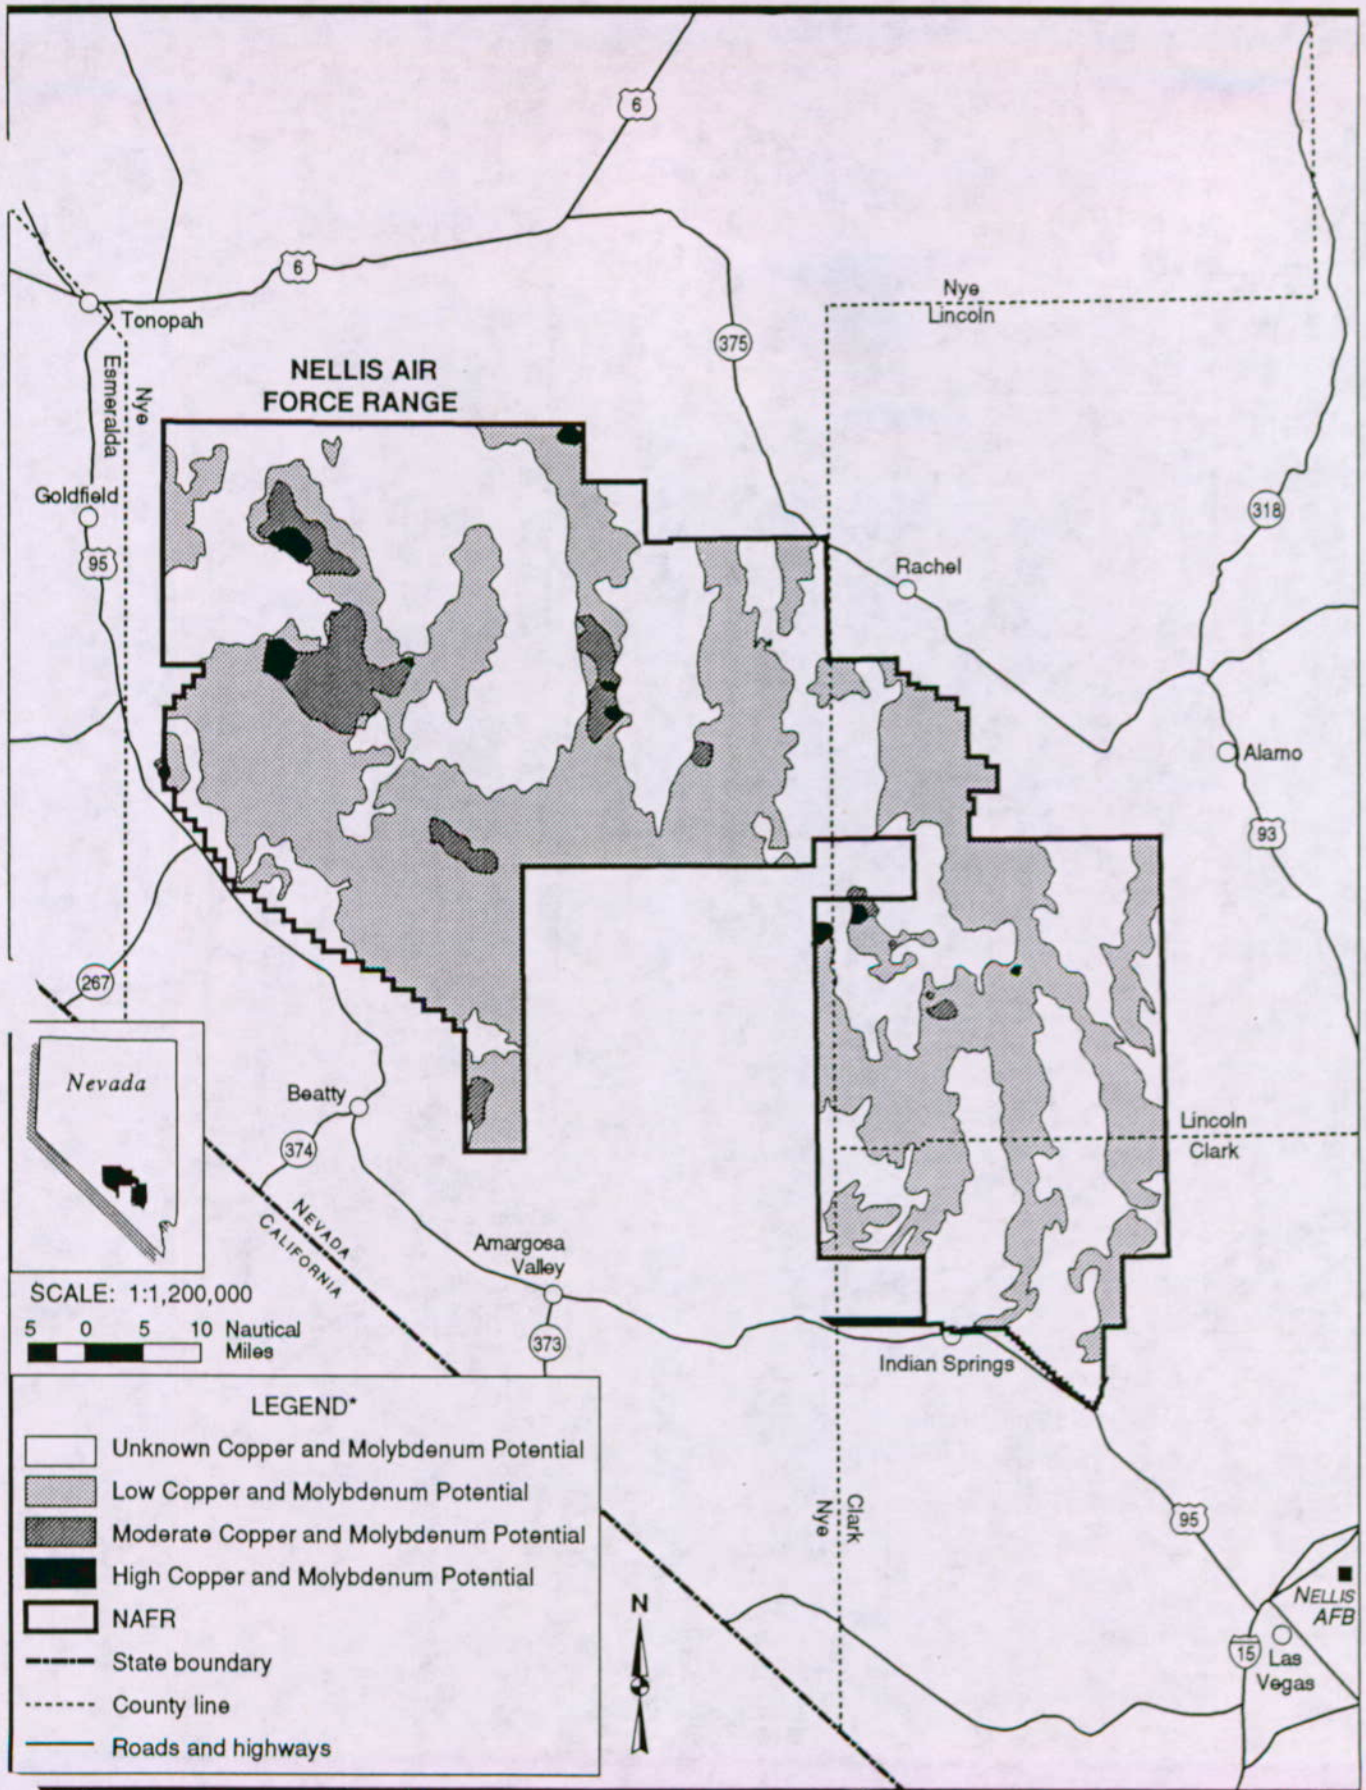 6
6
Tonopah
Nye
Lincoln
375
Esmeralda
Nye
NELLIS AIR
FORCE RANGE
Goldfield
95
318
Rachel
Alamo
93
267
Nevada
Beatty
374
Lincoln
Clark
NEVADA
CALIFORNIA
Amargosa
Valley
373
Indian Springs
SCALE: 1:1,200,000
5 0 5 10 Nautical
Miles
LEGEND*
Unknown Copper and Molybdenum Potential
Low Copper and Molybdenum Potential
Moderate Copper and Molybdenum Potential
High Copper and Molybdenum Potential
NAFR
State boundary
County line
Roads and highways
N
Nye
Clark
95
NELLIS
AFB
15
Las
Vegas